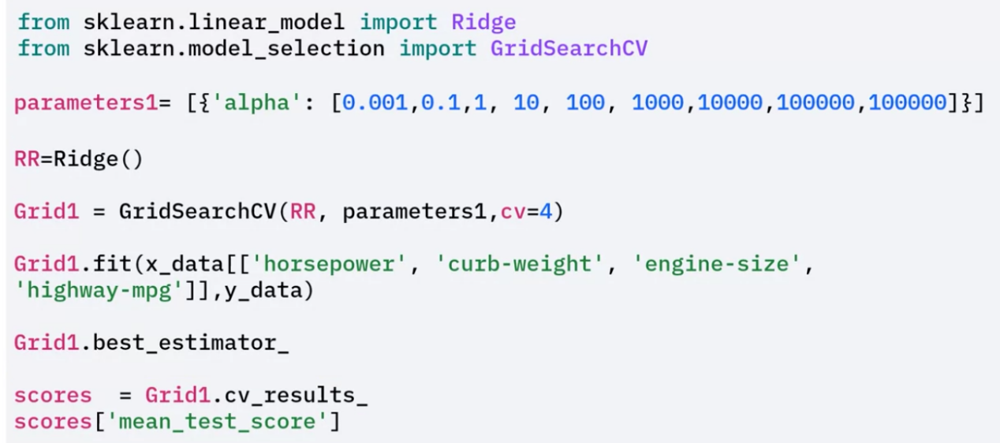 from sklearn.linear_model import Ridge
from sklearn.model_selection import GridSearchCV
parameters1= [{'alpha': [0.001,0.1,1, 10, 100, 1000,10000,100000,100000]}]
RR=Ridge()
Grid1 = GridSearchCV(RR, parameters1,cv=4)
Grid1.fit(x_data[['horsepower', 'curb-weight', 'engine-size',
'highway-mpg']],y_data)
Grid1.best_estimator_
scores  = Grid1.cv_results_
scores['mean_test_score']